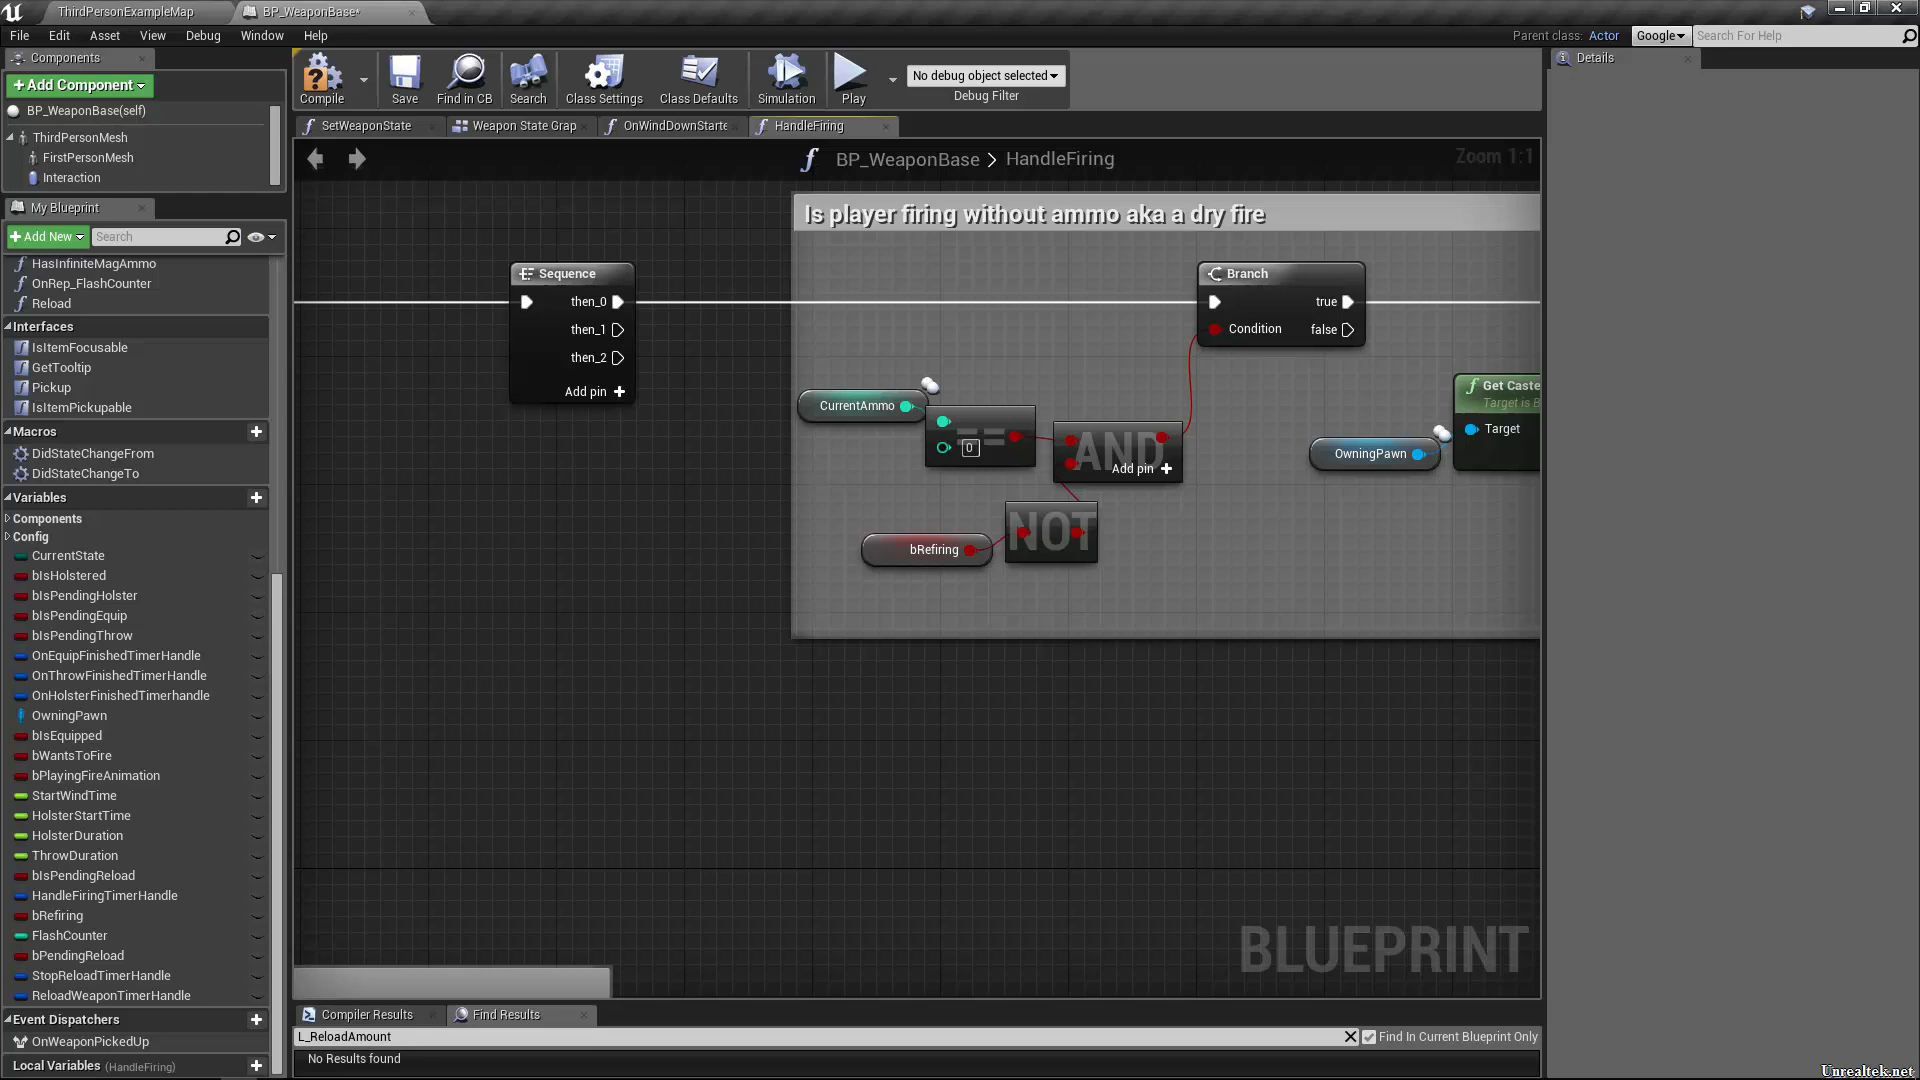 ThirdPersonExampleMap
BP_WeaponBase*
File Edit Asset View Debug Window Help
Parent class: Actor
Google
Search For Help
Components
Details
+Add Component
BP_WeaponBase(self)
ThirdPersonMesh
FirstPersonMesh
Interaction
Compile
Save
Find in CB
Search
Class Settings
Class Defaults
Simulation
Play
No debug object selected
Debug Filter
SetWeaponState
Weapon State Grap
OnWindDownStarte
HandleFiring
BP_WeaponBase > HandleFiring
Zoom 1:1
My Blueprint
+Add New
Search
HasInfiniteMagAmmo
OnRep_FlashCounter
Reload
Interfaces
IsItemFocusable
GetTooltip
Pickup
IsItemPickupable
Macros
DidStateChangeFrom
DidStateChangeTo
Variables
Components
Config
CurrentState
bIsHolstered
bIsPendingHolster
bIsPendingEquip
bIsPendingThrow
OnEquipFinishedTimerHandle
OnThrowFinishedTimerHandle
OnHolsterFinishedTimerhandle
OwningPawn
bIsEquipped
bWantsToFire
bPlayingFireAnimation
StartWindTime
HolsterStartTime
HolsterDuration
ThrowDuration
bIsPendingReload
HandleFiringTimerHandle
bRefiring
FlashCounter
bPendingReload
StopReloadTimerHandle
ReloadWeaponTimerHandle
Event Dispatchers
OnWeaponPickedUp
Local Variables (HandleFiring)
Is player firing without ammo aka a dry fire
Sequence
then_0
then_1
then_2
Add pin +
Branch
true
Condition
false
CurrentAmmo
==
0
AND
Add pin +
bRefiring
NOT
OwningPawn
Get Caste
Target is B
Target
BLUEPRINT
Compiler Results
Find Results
L_ReloadAmount
Find In Current Blueprint Only
No Results found
Unrealtek.net